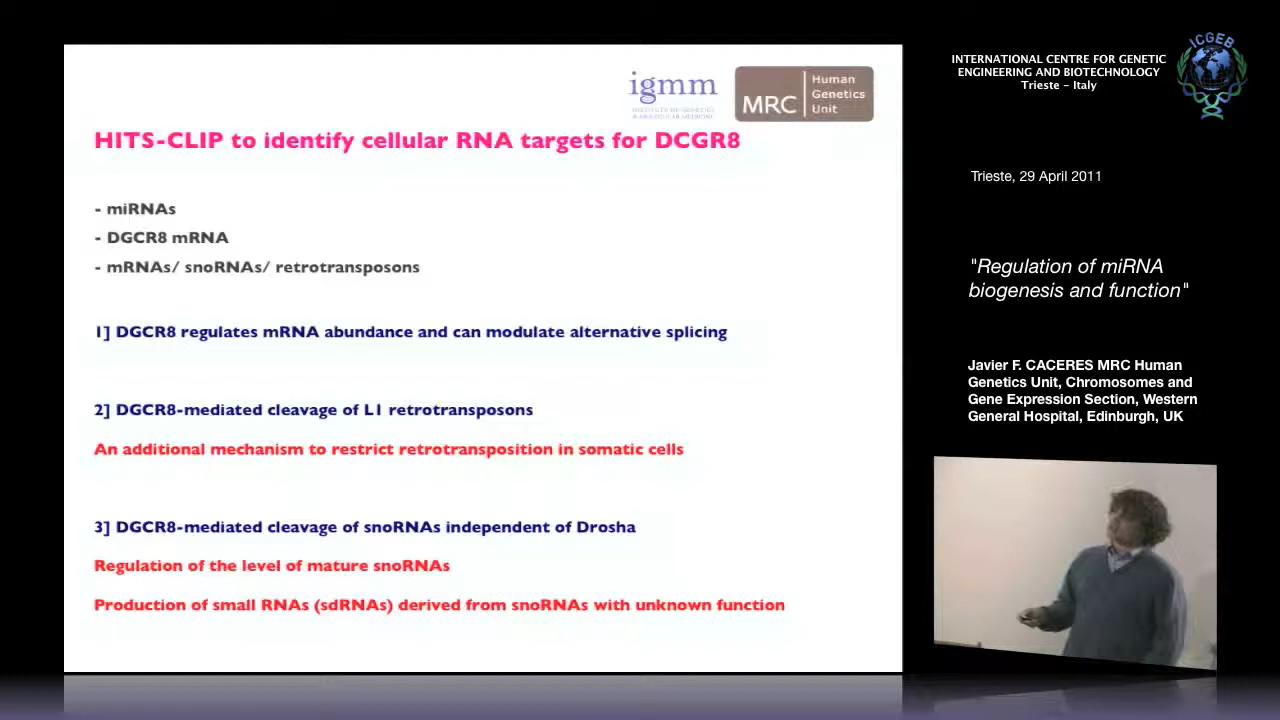 igmm
INSTITUTE OF GENETICS
& MOLECULAR MEDICINE
MRC
Human
Genetics
Unit
HITS-CLIP to identify cellular RNA targets for DCGR8
- miRNAs
- DGCR8 mRNA
- mRNAs/ snoRNAs/ retrotransposons
1] DGCR8 regulates mRNA abundance and can modulate alternative splicing
2] DGCR8-mediated cleavage of L1 retrotransposons
An additional mechanism to restrict retrotransposition in somatic cells
3] DGCR8-mediated cleavage of snoRNAs independent of Drosha
Regulation of the level of mature snoRNAs
Production of small RNAs (sdRNAs) derived from snoRNAs with unknown function
INTERNATIONAL CENTRE FOR GENETIC
ENGINEERING AND BIOTECHNOLOGY
Trieste - Italy
ICGEB
Trieste, 29 April 2011
"Regulation of miRNA
biogenesis and function"
Javier F. CACERES MRC Human
Genetics Unit, Chromosomes and
Gene Expression Section, Western
General Hospital, Edinburgh, UK